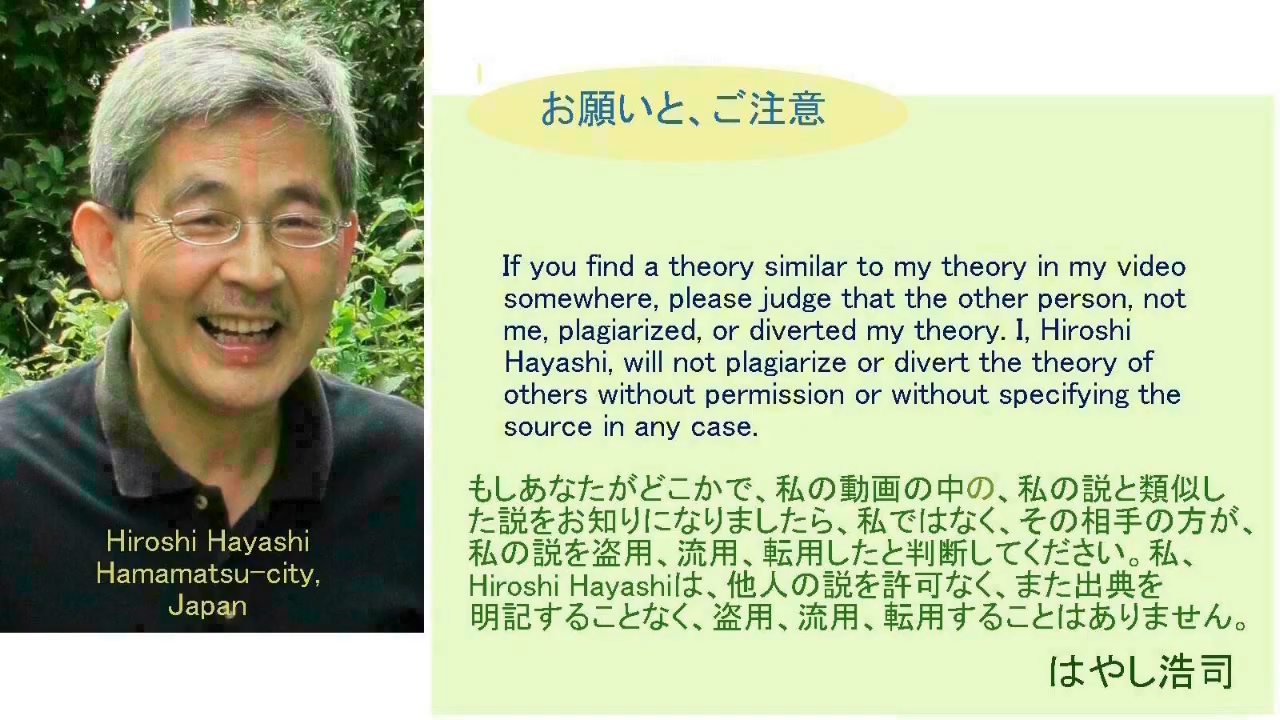 お願いと、ご注意
If you find a theory similar to my theory in my video
somewhere, please judge that the other person, not
me, plagiarized, or diverted my theory. I, Hiroshi
Hayashi, will not plagiarize or divert the theory of
others without permission or without specifying the
source in any case.
もしあなたがどこかで、私の動画の中の、私の説と類似し
た説をお知りになりましたら、私ではなく、その相手の方が、
私の説を盗用、流用、転用したと判断してください。私、
Hiroshi Hayashiは、他人の説を許可なく、また出典を
明記することなく、盗用、流用、転用することはありません。
はやし浩司
Hiroshi Hayashi
Hamamatsu-city,
Japan